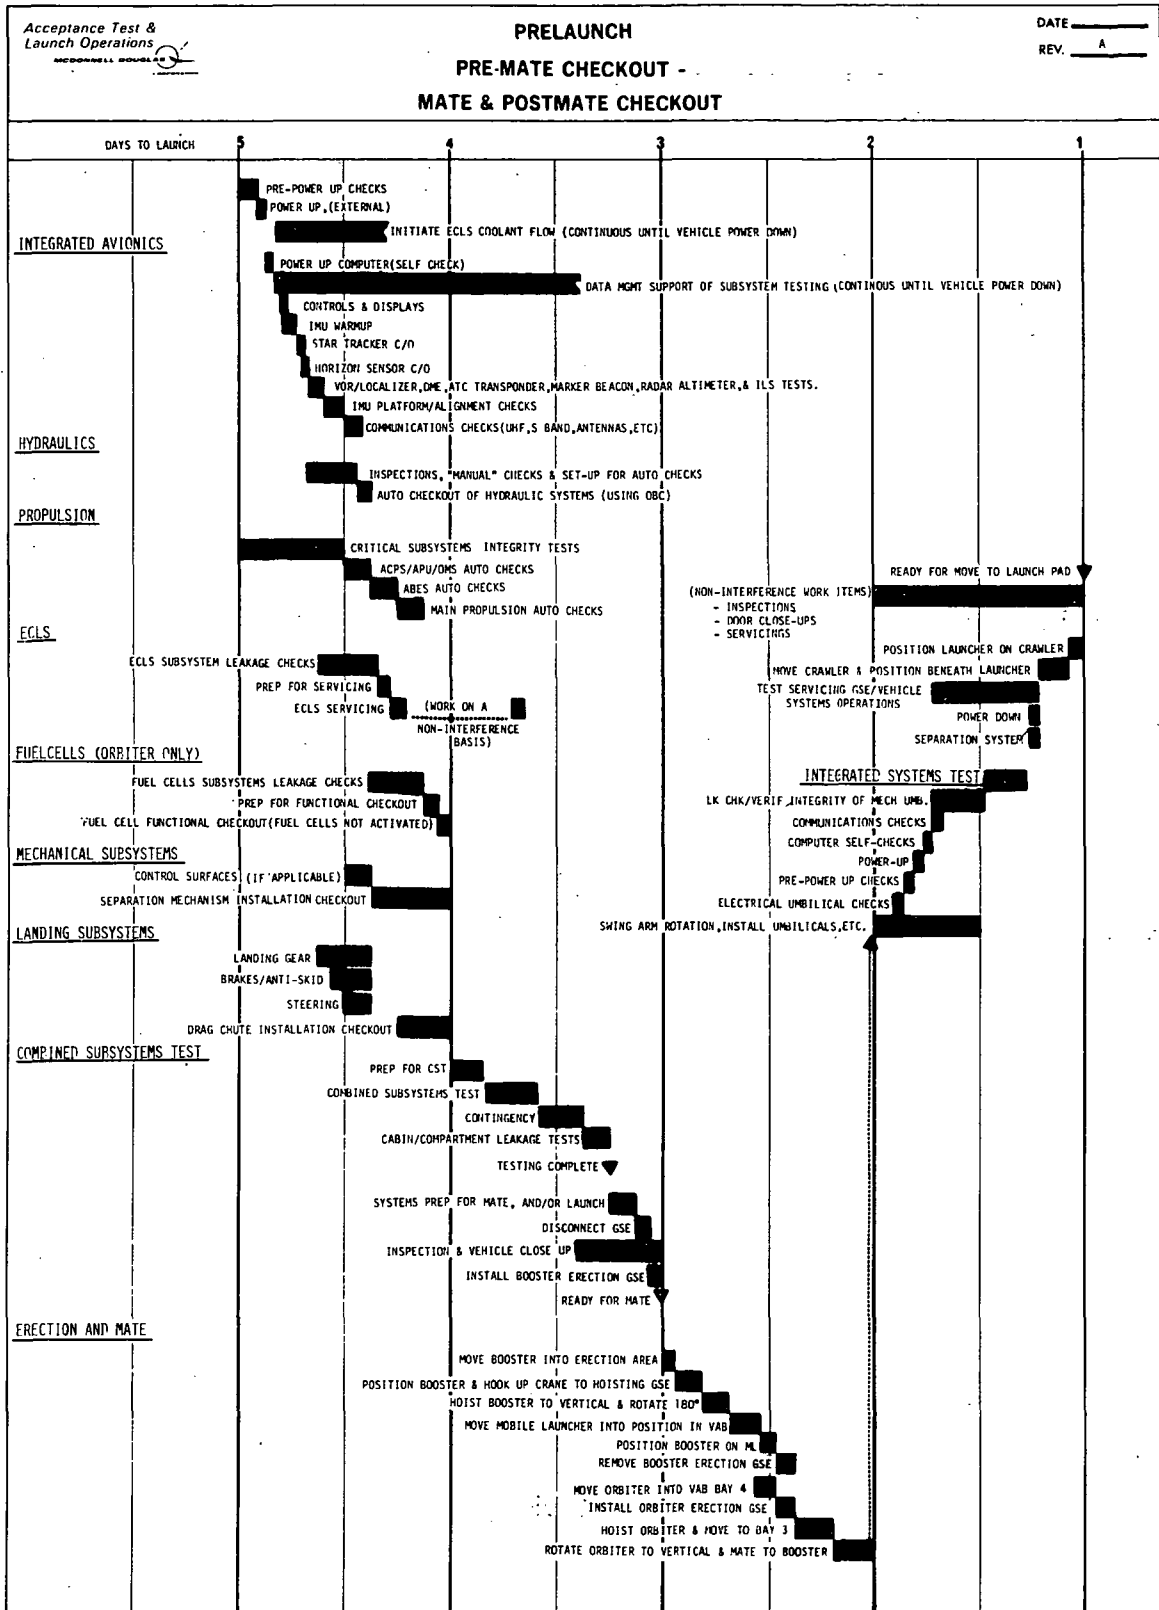 Acceptance Test &
Launch Operations
MCDONNELL DOUGLAS
PRELAUNCH
PRE-MATE CHECKOUT -
MATE & POSTMATE CHECKOUT
DATE
REV. A
DAYS TO LAUNCH 5 4 3 2 1
PRE-POWER UP CHECKS
POWER UP, (EXTERNAL)
INITIATE ECLS COOLANT FLOW (CONTINUOUS UNTIL VEHICLE POWER DOWN)
INTEGRATED AVIONICS
POWER UP COMPUTER(SELF CHECK)
DATA MGMT SUPPORT OF SUBSYSTEM TESTING (CONTINOUS UNTIL VEHICLE POWER DOWN)
CONTROLS & DISPLAYS
IMU WARMUP
STAR TRACKER C/O
HORIZON SENSOR C/O
VOR/LOCALIZER, DME, ATC TRANSPONDER, MARKER BEACON, RADAR ALTIMETER, & ILS TESTS.
IMU PLATFORM/ALIGNMENT CHECKS
COMMUNICATIONS CHECKS(UHF, S BAND, ANTENNAS, ETC)
HYDRAULICS
INSPECTIONS, "MANUAL" CHECKS & SET-UP FOR AUTO CHECKS
AUTO CHECKOUT OF HYDRAULIC SYSTEMS (USING OBC)
PROPULSION
CRITICAL SUBSYSTEMS INTEGRITY TESTS
ACPS/APU/OMS AUTO CHECKS
ABES AUTO CHECKS
MAIN PROPULSION AUTO CHECKS
READY FOR MOVE TO LAUNCH PAD
(NON-INTERFERENCE WORK ITEMS)
- INSPECTIONS
- DOOR CLOSE-UPS
- SERVICINGS
ECLS
ECLS SUBSYSTEM LEAKAGE CHECKS
PREP FOR SERVICING
ECLS SERVICING
(WORK ON A
NON-INTERFERENCE
BASIS)
POSITION LAUNCHER ON CRAWLER
MOVE CRAWLER & POSITION BENEATH LAUNCHER
TEST SERVICING GSE/VEHICLE
SYSTEMS OPERATIONS
POWER DOWN
SEPARATION SYSTEM
FUELCELLS (ORBITER ONLY)
FUEL CELLS SUBSYSTEMS LEAKAGE CHECKS
PREP FOR FUNCTIONAL CHECKOUT
FUEL CELL FUNCTIONAL CHECKOUT(FUEL CELLS NOT ACTIVATED)
INTEGRATED SYSTEMS TEST
LK CHK/VERIF, INTEGRITY OF MECH UMB.
COMMUNICATIONS CHECKS
COMPUTER SELF-CHECKS
POWER-UP
PRE-POWER UP CHECKS
ELECTRICAL UMBILICAL CHECKS
SWING ARM ROTATION, INSTALL UMBILICALS, ETC.
MECHANICAL SUBSYSTEMS
CONTROL SURFACES (IF APPLICABLE)
SEPARATION MECHANISM INSTALLATION CHECKOUT
LANDING SUBSYSTEMS
LANDING GEAR
BRAKES/ANTI-SKID
STEERING
DRAG CHUTE INSTALLATION CHECKOUT
COMBINED SUBSYSTEMS TEST
PREP FOR CST
COMBINED SUBSYSTEMS TEST
CONTINGENCY
CABIN/COMPARTMENT LEAKAGE TESTS
TESTING COMPLETE
SYSTEMS PREP FOR MATE, AND/OR LAUNCH
DISCONNECT GSE
INSPECTION & VEHICLE CLOSE UP
INSTALL BOOSTER ERECTION GSE
READY FOR MATE
ERECTION AND MATE
MOVE BOOSTER INTO ERECTION AREA
POSITION BOOSTER & HOOK UP CRANE TO HOISTING GSE
HOIST BOOSTER TO VERTICAL & ROTATE 180°
MOVE MOBILE LAUNCHER INTO POSITION IN VAB
POSITION BOOSTER ON ML
REMOVE BOOSTER ERECTION GSE
MOVE ORBITER INTO VAB BAY 4
INSTALL ORBITER ERECTION GSE
HOIST ORBITER & MOVE TO BAY 3
ROTATE ORBITER TO VERTICAL & MATE TO BOOSTER